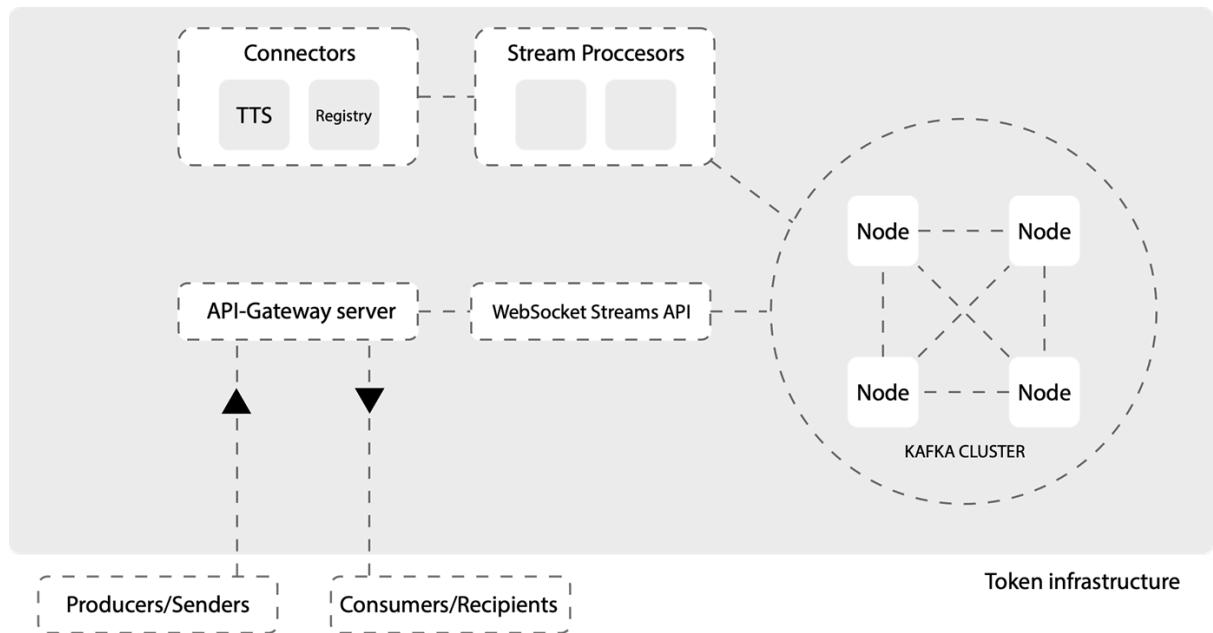 Connectors
TTS
Registry
Stream Proccesors
Node
Node
API-Gateway server
WebSocket Streams API
Node
Node
KAFKA CLUSTER
Token infrastructure
Producers/Senders
Consumers/Recipients